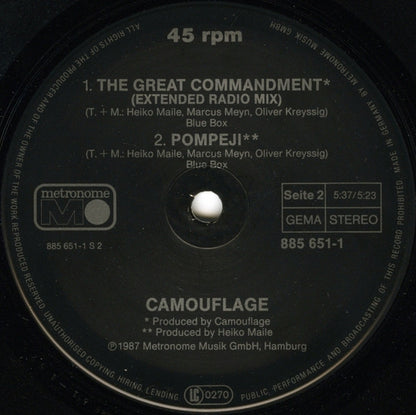 45 rpm
1. THE GREAT COMMANDMENT*
(EXTENDED RADIO MIX)
(T. + M.: Heiko Maile, Marcus Meyn, Oliver Kreyssig)
Blue Box
2. POMPEJI**
(T. + M.: Heiko Maile, Marcus Meyn, Oliver Kreyssig)
Blue Box
metronome
M
885 651-1 S 2
Seite 2 5:37/5:23
GEMA STEREO
885 651-1
CAMOUFLAGE
* Produced by Camouflage
** Produced by Heiko Maile
Ⓟ1987 Metronome Musik GmbH, Hamburg
LC 0270
ALL RIGHTS OF THE PRODUCER AND OF THE OWNER OF THE WORK REPRODUCED RESERVED. UNAUTHORISED COPYING, HIRING, LENDING, PUBLIC PERFORMANCE AND BROADCASTING OF THIS RECORD PROHIBITED
BY METRONOME MUSIK GMBH